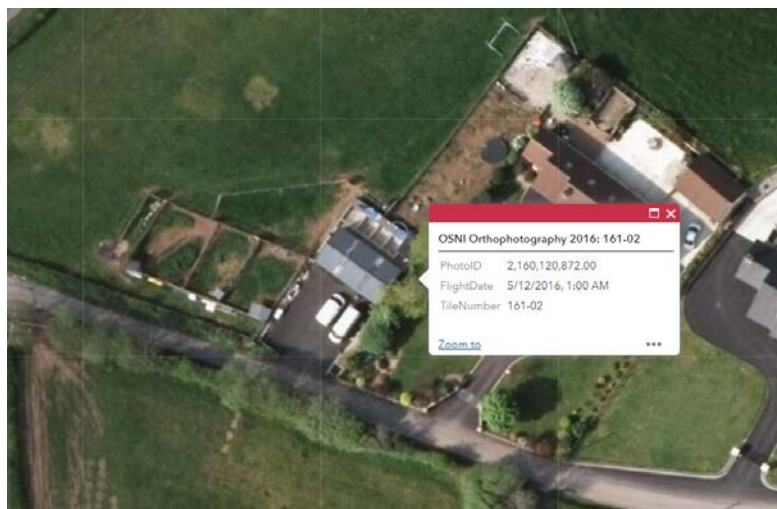 OSNI Orthophotography 2016: 161-02
PhotoID 2,160,120,872.00
FlightDate 5/12/2016, 1:00 AM
TileNumber 161-02
Zoom to